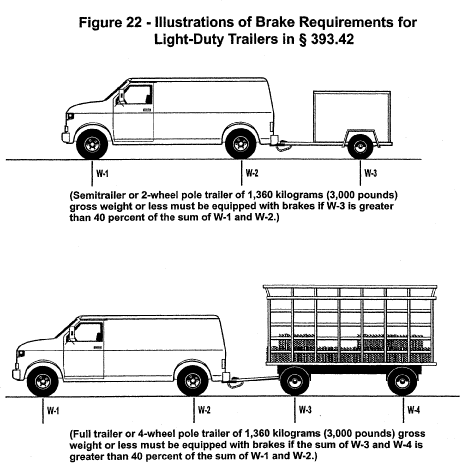 Figure 22 - Illustrations of Brake Requirements for
Light-Duty Trailers in § 393.42
W-1 W-2 W-3
(Semitrailer or 2-wheel pole trailer of 1,360 kilograms (3,000 pounds)
gross weight or less must be equipped with brakes if W-3 is greater
than 40 percent of the sum of W-1 and W-2.)
W-1 W-2 W-3 W-4
(Full trailer or 4-wheel pole trailer of 1,360 kilograms (3,000 pounds) gross
weight or less must be equipped with brakes if the sum of W-3 and W-4 is
greater than 40 percent of the sum of W-1 and W-2.)